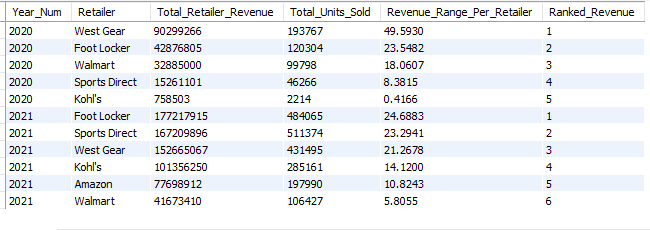 Year_Num Retailer Total_Retailer_Revenue Total_Units_Sold Revenue_Range_Per_Retailer Ranked_Revenue
2020 West Gear 90299266 193767 49.5930 1
2020 Foot Locker 42876805 120304 23.5482 2
2020 Walmart 32885000 99798 18.0607 3
2020 Sports Direct 15261101 46266 8.3815 4
2020 Kohl's 758503 2214 0.4166 5
2021 Foot Locker 177217915 484065 24.6883 1
2021 Sports Direct 167209896 511374 23.2941 2
2021 West Gear 152665067 431495 21.2678 3
2021 Kohl's 101356250 285161 14.1200 4
2021 Amazon 77698912 197990 10.8243 5
2021 Walmart 41673410 106427 5.8055 6